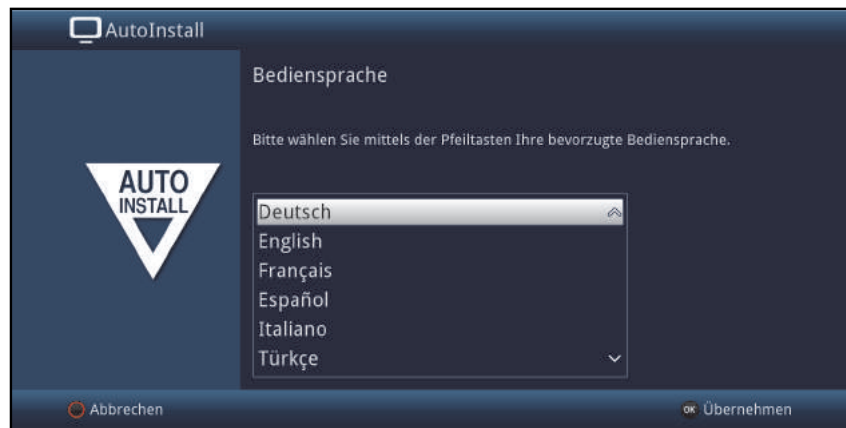 AutoInstall
Bediensprache
Bitte wählen Sie mittels der Pfeiltasten Ihre bevorzugte Bediensprache.
AUTO
INSTALL
Deutsch
English
Français
Español
Italiano
Türkçe
Abbrechen
OK Übernehmen